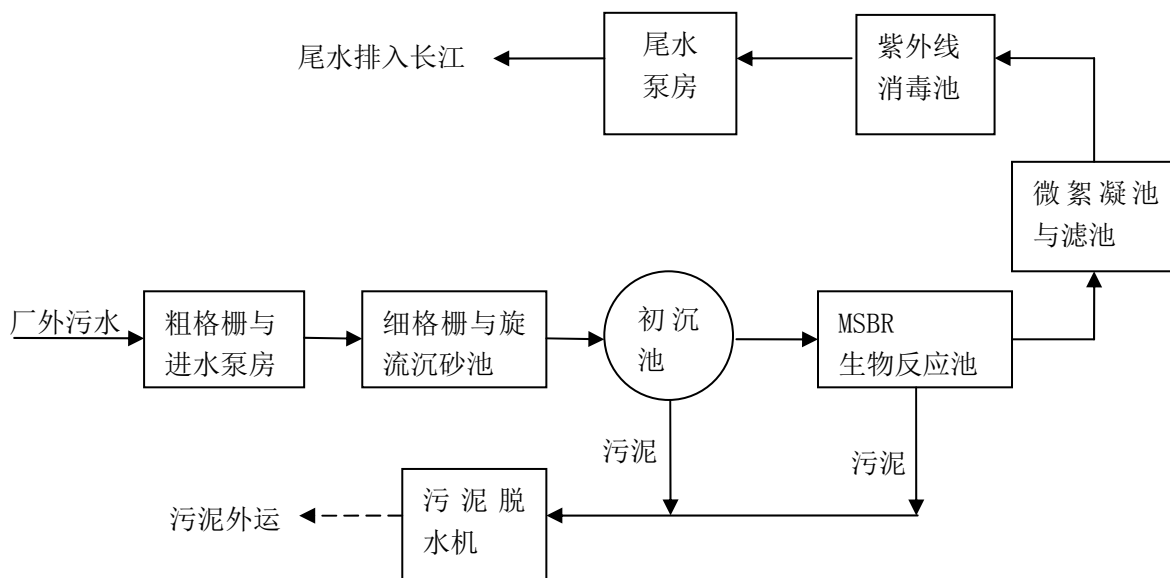 尾水排入长江
尾水
泵房
紫外线
消毒池
微絮凝池
与滤池
厂外污水
粗格栅与
进水泵房
细格栅与旋
流沉砂池
初沉
池
MSBR
生物反应池
污泥
污泥
污泥外运
污泥脱
水机